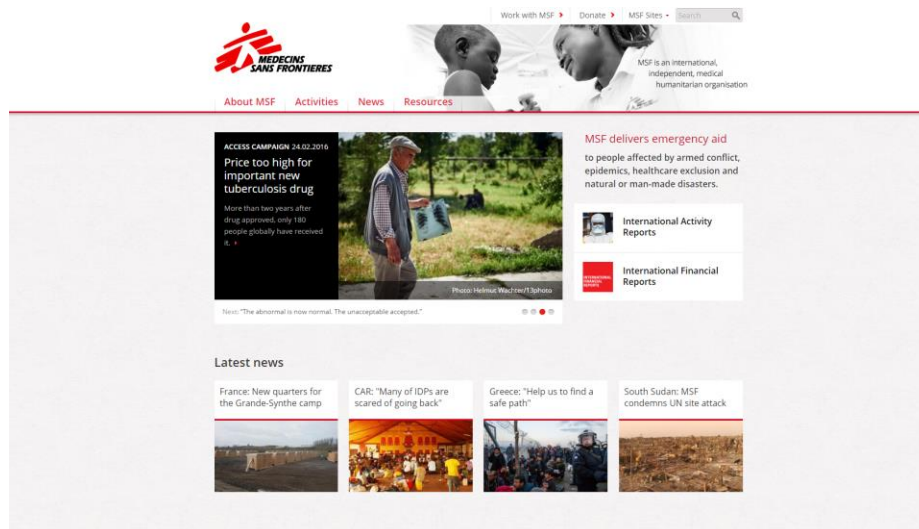 Work with MSF
Donate
MSF Sites
Search
MEDECINS
SANS FRONTIERES
MSF is an international,
independent, medical
humanitarian organisation
About MSF
Activities
News
Resources
ACCESS CAMPAIGN 24.02.2016
Price too high for
important new
tuberculosis drug
More than two years after
drug approved, only 180
people globally have received
it.
Photo: Helmut Wachter/13photo
Next: "The abnormal is now normal. The unacceptable accepted."
MSF delivers emergency aid
to people affected by armed conflict,
epidemics, healthcare exclusion and
natural or man-made disasters.
International Activity
Reports
INTERNATIONAL
FINANCIAL
REPORTS
International Financial
Reports
Latest news
France: New quarters for
the Grande-Synthe camp
CAR: "Many of IDPs are
scared of going back"
Greece: "Help us to find a
safe path"
South Sudan: MSF
condemns UN site attack